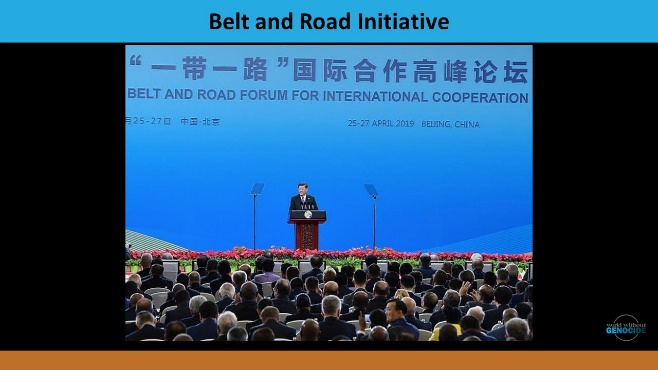 Belt and Road Initiative
“一带一路”国际合作高峰论坛
BELT AND ROAD FORUM FOR INTERNATIONAL COOPERATION
月25-27日 中国·北京
25-27 APRIL 2019 BEIJING, CHINA
world without
GENOCIDE